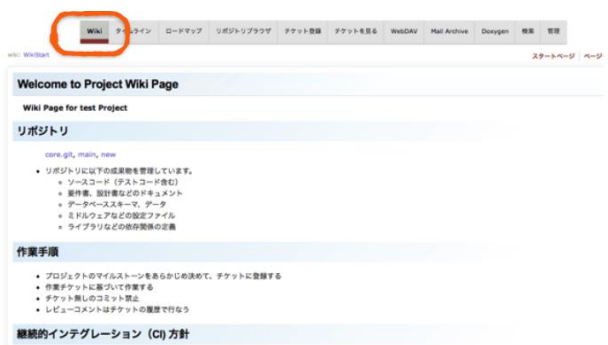 Wiki タイムライン ロードマップ リポジトリブラウザ チケット登録 チケットを見る WebDAV Mail Archive Doxygen 検索 管理
wiki: WikiStart スタートページ ページ
Welcome to Project Wiki Page
Wiki Page for test Project
リポジトリ
core.git, main, new
リポジトリに以下の成果物を管理しています。
ソースコード（テストコード含む）
要件書、設計書などのドキュメント
データベーススキーマ、データ
ミドルウェアなどの設定ファイル
ライブラリなどの依存関係の定義
作業手順
プロジェクトのマイルストーンをあらかじめ決めて、チケットに登録する
作業チケットに基づいて作業する
チケット無しのコミット禁止
レビューコメントはチケットの履歴で行なう
継続的インテグレーション（CI) 方針